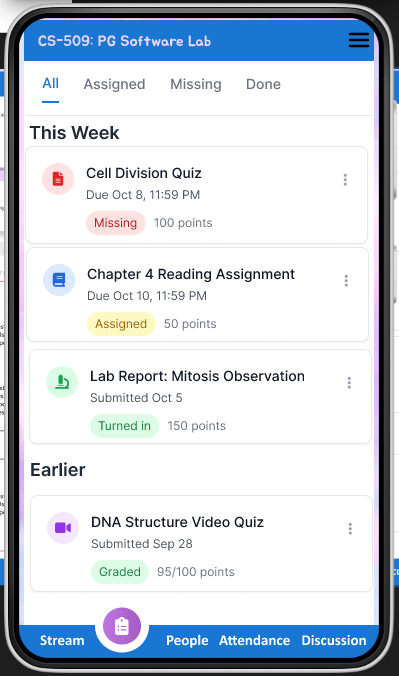 CS-509: PG Software Lab
All Assigned Missing Done
This Week
Cell Division Quiz
Due Oct 8, 11:59 PM
Missing 100 points
Chapter 4 Reading Assignment
Due Oct 10, 11:59 PM
Assigned 50 points
Lab Report: Mitosis Observation
Submitted Oct 5
Turned in 150 points
Earlier
DNA Structure Video Quiz
Submitted Sep 28
Graded 95/100 points
Stream People Attendance Discussion